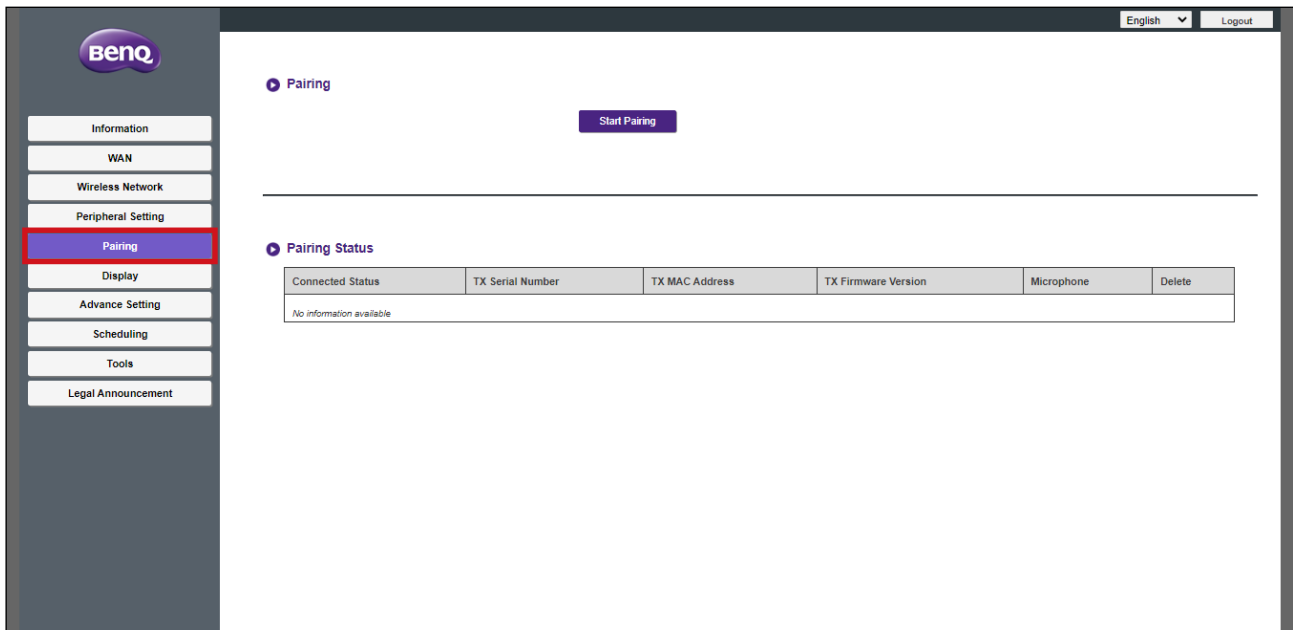 English Logout
BenQ
Pairing
Start Pairing
Information
WAN
Wireless Network
Peripheral Setting
Pairing
Display
Advance Setting
Scheduling
Tools
Legal Announcement
Pairing Status
Connected Status TX Serial Number TX MAC Address TX Firmware Version Microphone Delete
No information available